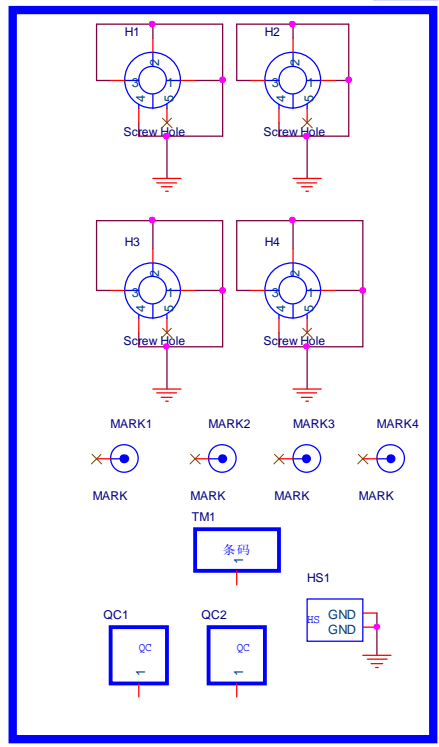 H1 H2
2 2
3 1 3 1
4 5 4 5
Screw Hole Screw Hole
H3 H4
2 2
3 1 3 1
4 5 4 5
Screw Hole Screw Hole
MARK1 MARK2 MARK3 MARK4
MARK MARK MARK MARK
TM1
条码
1
HS1
HS GND
GND
QC1 QC2
QC QC
1 1